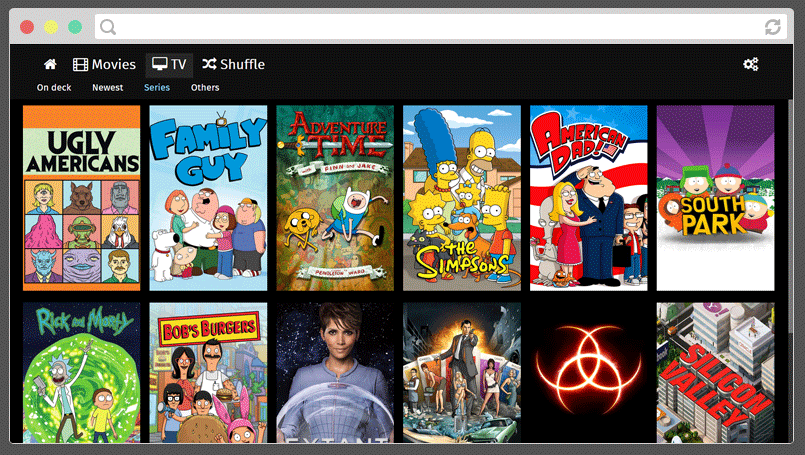 Movies TV Shuffle
On deck Newest Series Others
UGLY
AMERICANS
FAMILY
GUY
ADVENTURE
TIME
WITH
FINN and JAKE
PENDLETON WARD
THE
SIMPSONS
AMERICAN
DAD!
SOUTH
PARK
Rick and Morty
BOB'S BURGERS
EXTANT
SILICON
VALLEY